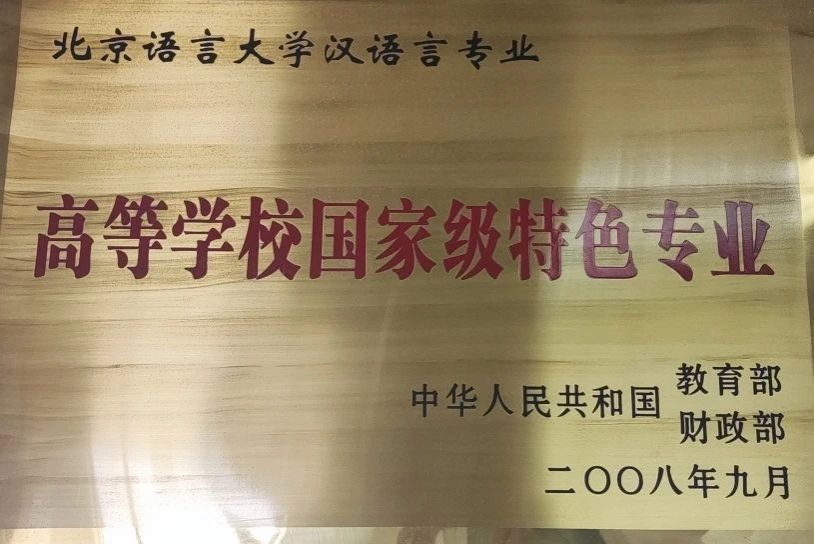 北京语言大学汉语言专业
高等学校国家级特色专业
中华人民共和国 教育部
财政部
二〇〇八年九月